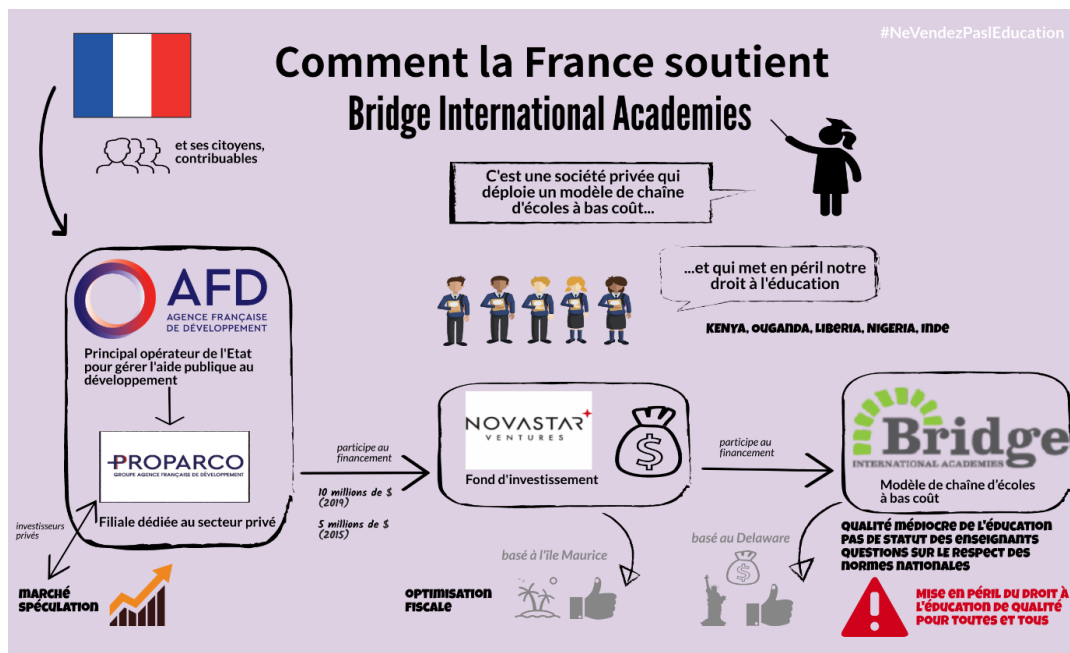 #NeVendezPaslEducation
Comment la France soutient
Bridge International Academies
et ses citoyens,
contribuables
C'est une société privée qui
déploie un modèle de chaîne
d'écoles à bas coût...
...et qui met en péril notre
droit à l'éducation
KENYA, OUGANDA, LIBERIA, NIGERIA, INDE
AFD
AGENCE FRANÇAISE
DE DÉVELOPPEMENT
Principal opérateur de l'Etat
pour gérer l'aide publique au
développement
PROPARCO
GROUPE AGENCE FRANÇAISE DE DÉVELOPPEMENT
Filiale dédiée au secteur privé
investisseurs
privés
MARCHÉ
SPÉCULATION
participe au
financement
10 millions de $
(2019)
5 millions de $
(2015)
NOVASTAR
VENTURES
$
Fond d'investissement
OPTIMISATION
FISCALE
basé à l'île Maurice
participe au
financement
basé au Delaware
$
Bridge
INTERNATIONAL ACADEMIES
Modèle de chaîne d'écoles
à bas coût
QUALITÉ MÉDIOCRE DE L'ÉDUCATION
PAS DE STATUT DES ENSEIGNANTS
QUESTIONS SUR LE RESPECT DES
NORMES NATIONALES
MISE EN PÉRIL DU DROIT À
L'ÉDUCATION DE QUALITÉ
POUR TOUTES ET TOUS